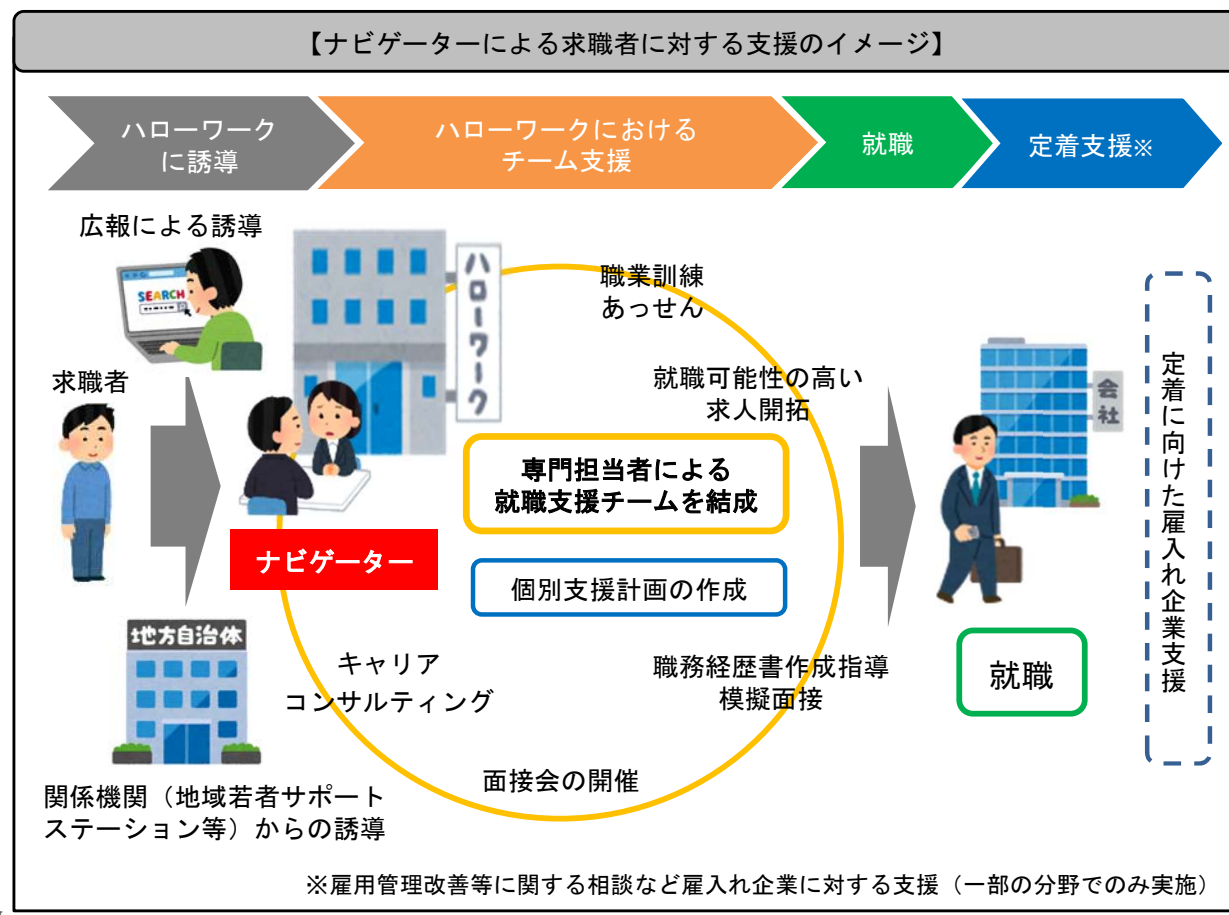 【ナビゲーターによる求職者に対する支援のイメージ】
ハローワーク
に誘導
ハローワークにおける
チーム支援
就職
定着支援※
広報による誘導
SEARCH
求職者
ハローワーク
ナビゲーター
地方自治体
関係機関（地域若者サポート
ステーション等）からの誘導
職業訓練
あっせん
就職可能性の高い
求人開拓
専門担当者による
就職支援チームを結成
個別支援計画の作成
キャリア
コンサルティング
職務経歴書作成指導
模擬面接
面接会の開催
会社
就職
定着に向けた雇入れ企業支援
※雇用管理改善等に関する相談など雇入れ企業に対する支援（一部の分野でのみ実施）